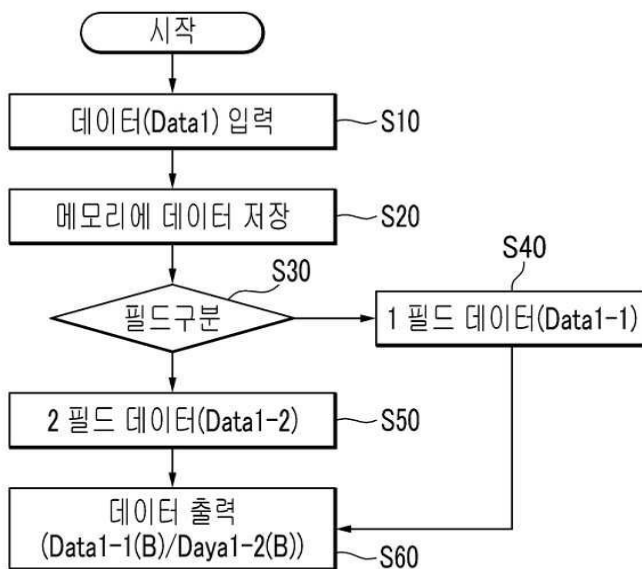 시작
데이터(Data1) 입력
S10
메모리에 데이터 저장
S20
S30
필드구분
S40
1 필드 데이터(Data1-1)
2 필드 데이터(Data1-2)
S50
데이터 출력
(Data1-1(B)/Daya1-2(B))
S60